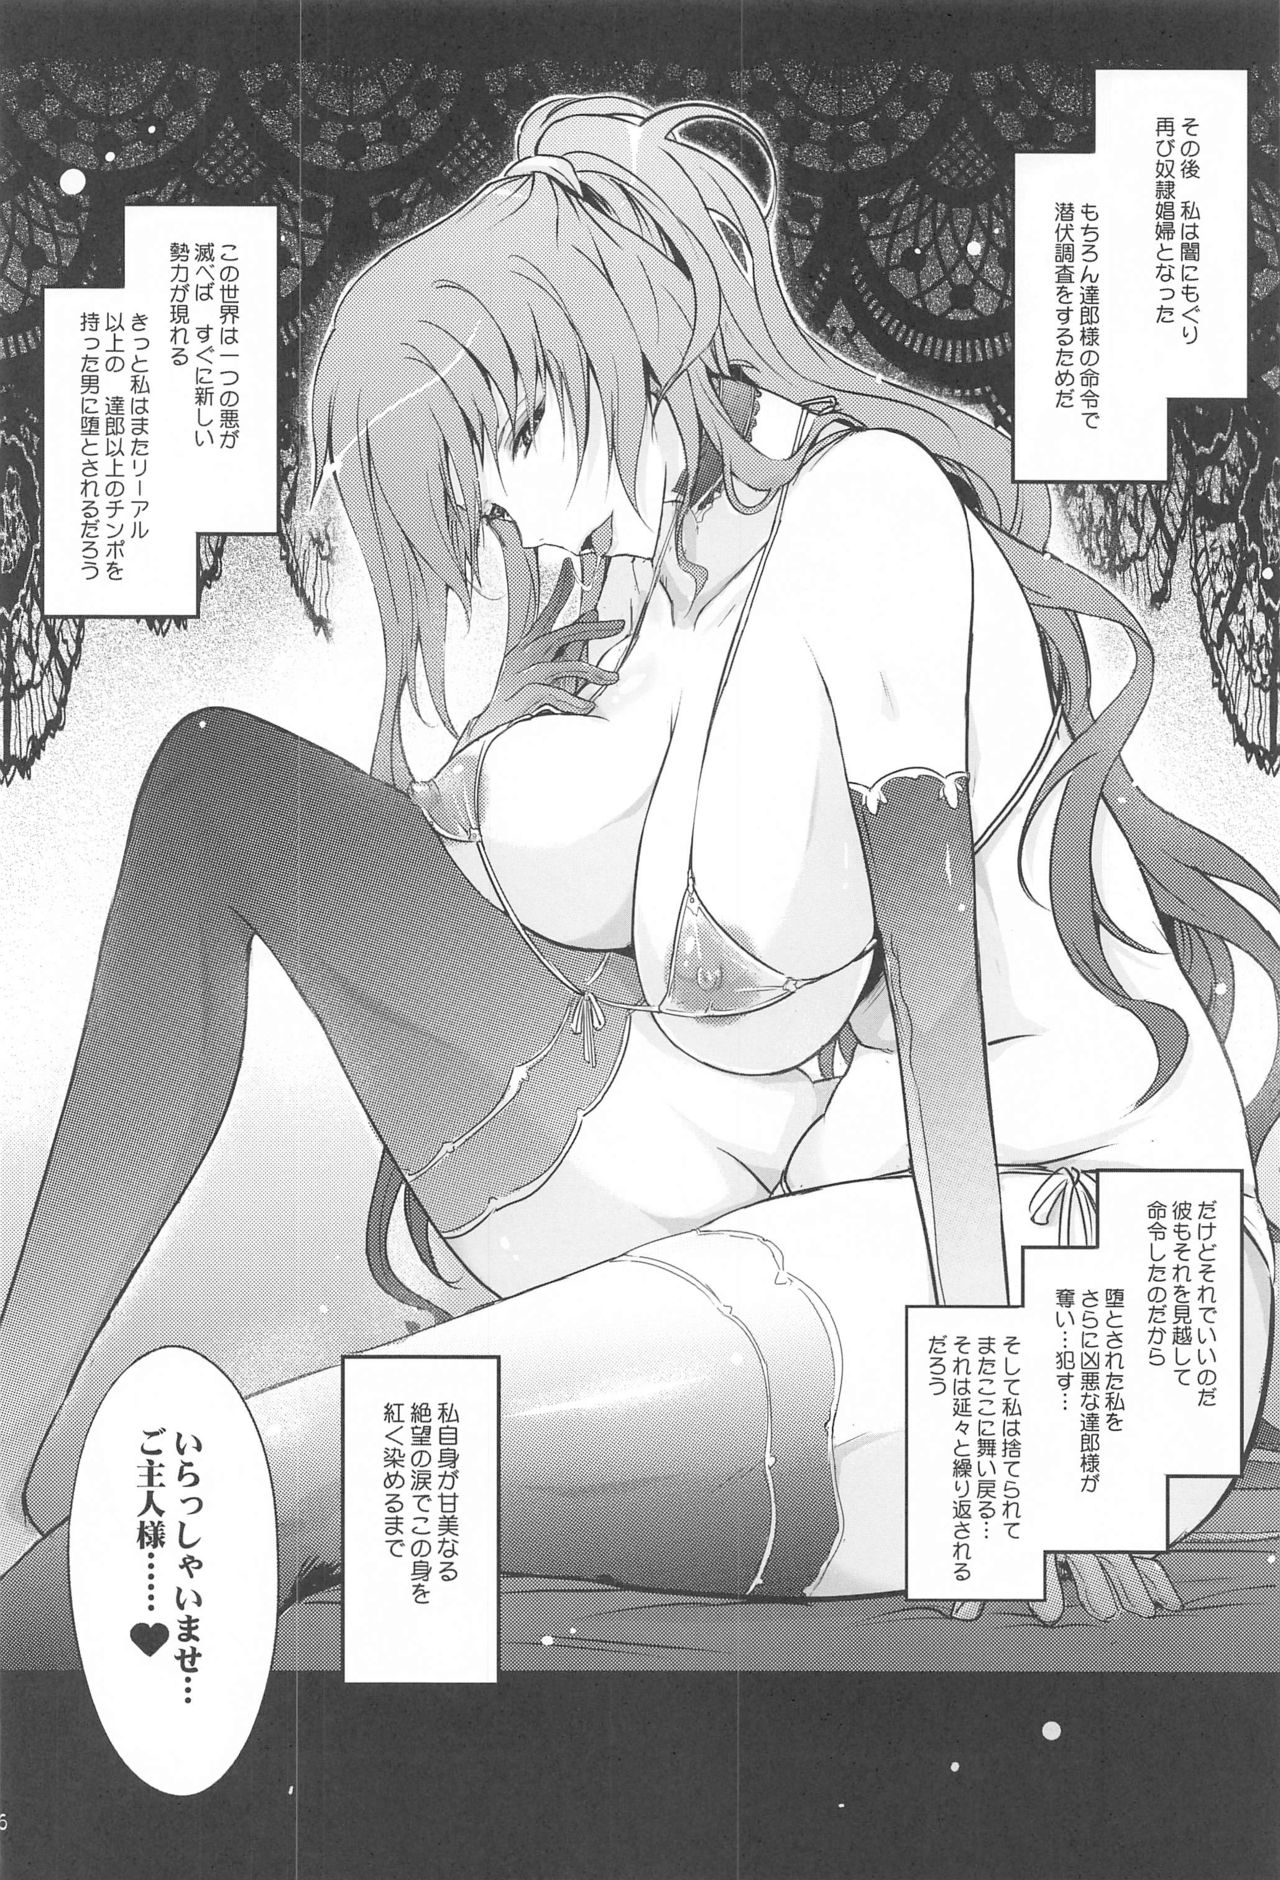 その後　私は闇にもぐり
再び奴隷娼婦となった
もちろん達郎様の命令で
潜伏調査をするためだ
この世界は一つの悪が
滅べば　すぐに新しい
勢力が現れる
きっと私はまたリーアル
以上の　達郎以上のチンポを
持った男に堕とされるだろう
だけどそれでいいのだ
彼もそれを見越して
命令したのだから
堕とされた私を
さらに凶悪な達郎様が
奪い…犯す…
そして私は捨てられて
またここに舞い戻る…
それは延々と繰り返される
だろう
私自身が甘美なる
絶望の涙でこの身を
紅く染めるまで
いらっしゃいませ…
ご主人様……♥